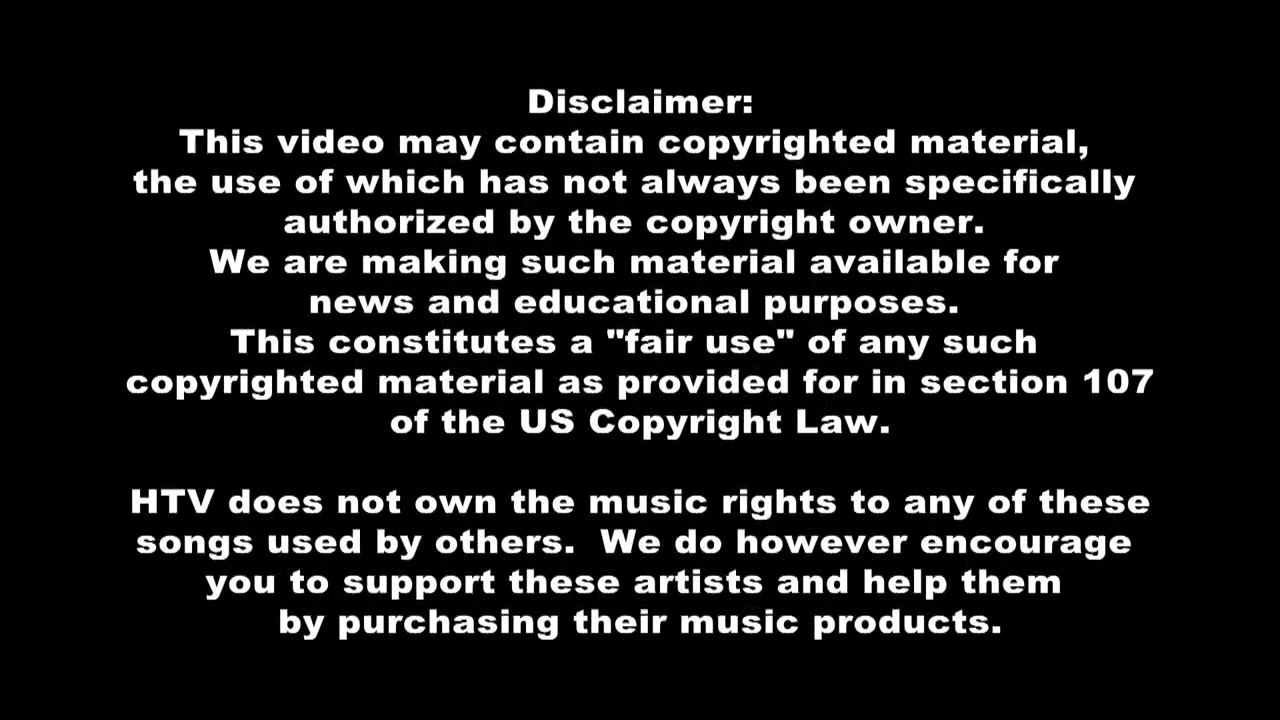 Disclaimer:
This video may contain copyrighted material,
the use of which has not always been specifically
authorized by the copyright owner.
We are making such material available for
news and educational purposes.
This constitutes a "fair use" of any such
copyrighted material as provided for in section 107
of the US Copyright Law.
HTV does not own the music rights to any of these
songs used by others.  We do however encourage
you to support these artists and help them
by purchasing their music products.